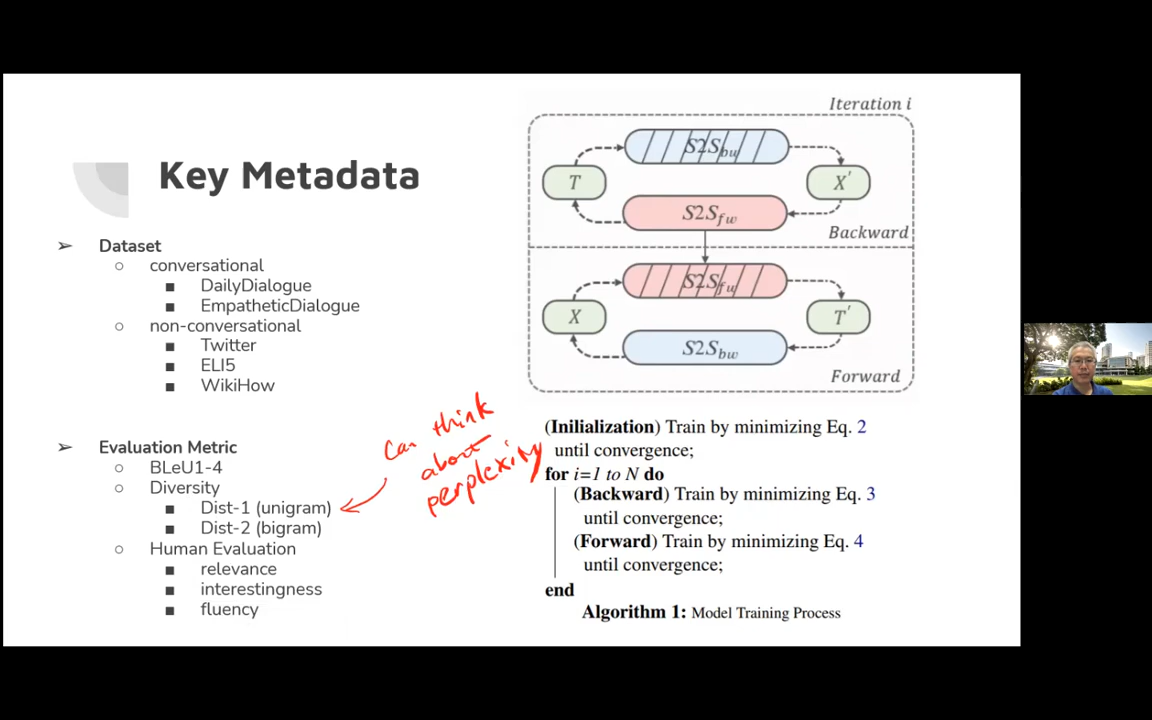 Key Metadata
➢ Dataset
○ conversational
■ DailyDialogue
■ EmpatheticDialogue
○ non-conversational
■ Twitter
■ ELI5
■ WikiHow
➢ Evaluation Metric
○ BLeU1-4
○ Diversity
■ Dist-1 (unigram)
■ Dist-2 (bigram)
○ Human Evaluation
■ relevance
■ interestingness
■ fluency
can think
about
perplexity
Iteration i
S2S_bw
T X'
S2S_fw
Backward
S2S_fw
X T'
S2S_bw
Forward
(Inilialization) Train by minimizing Eq. 2
until convergence;
for i=1 to N do
(Backward) Train by minimizing Eq. 3
until convergence;
(Forward) Train by minimizing Eq. 4
until convergence;
end
Algorithm 1: Model Training Process